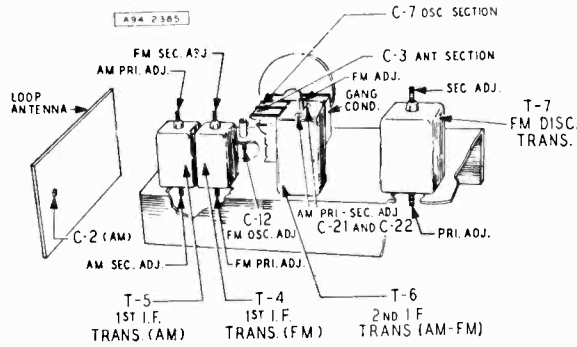 A94 2385
C-7 OSC SECTION
FM SEC. ADJ.
C-3 ANT SECTION
AM PRI. ADJ.
FM ADJ.
SEC ADJ.
LOOP
ANTENNA
GANG
COND.
T-7
FM DISC.
TRANS.
C-2 (AM)
C-12
FM OSC. ADJ
AM PRI-SEC. ADJ
C-21 AND C-22
PRI. ADJ.
AM SEC. ADJ.
FM PRI. ADJ.
T-5
1ST I.F.
TRANS. (AM)
T-4
1ST I.F.
TRANS. (FM)
T-6
2ND I F
TRANS (AM-FM)